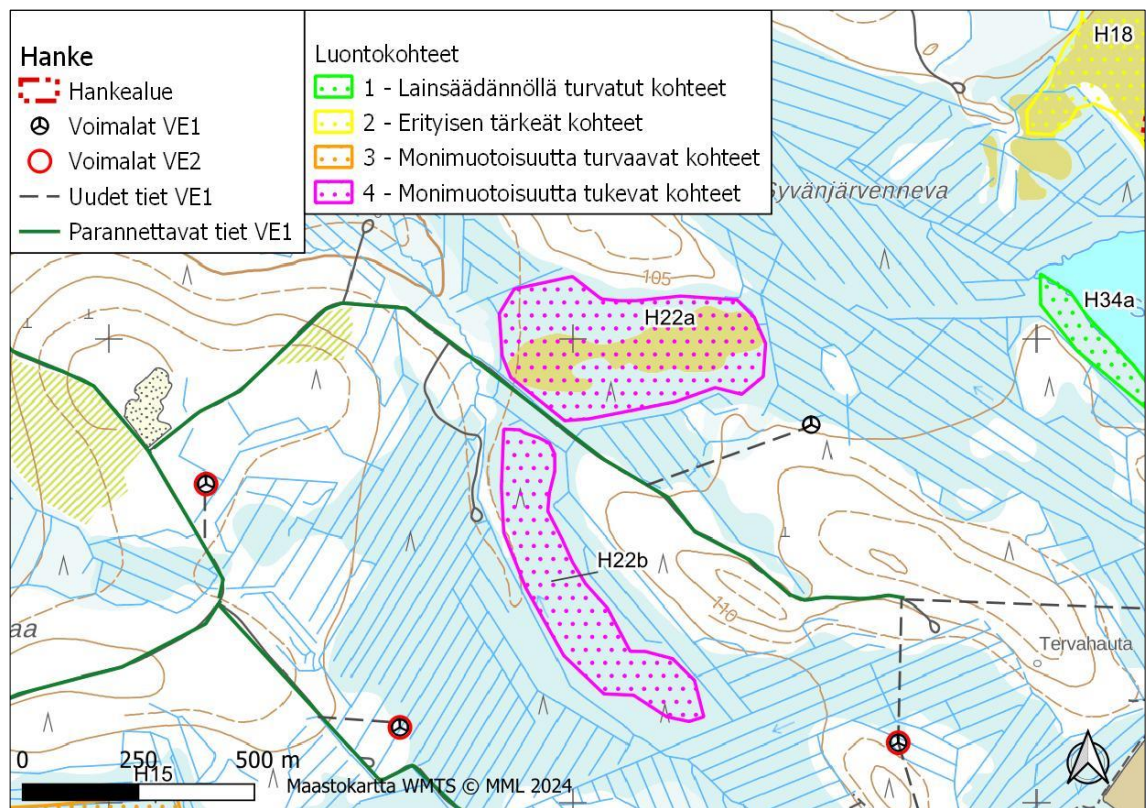 Hanke
Hankealue
Voimalat VE1
Voimalat VE2
Uudet tiet VE1
Parannettavat tiet VE1
Luontokohteet
1 - Lainsäädännöllä turvatut kohteet
2 - Erityisen tärkeät kohteet
3 - Monimuotoisuutta turvaavat kohteet
4 - Monimuotoisuutta tukevat kohteet
H18
yvänjärvenneva
105
H34a
H22a
H22b
110
aa
Tervahauta
0 250 500 m
H15
Maastokartta WMTS © MML 2024